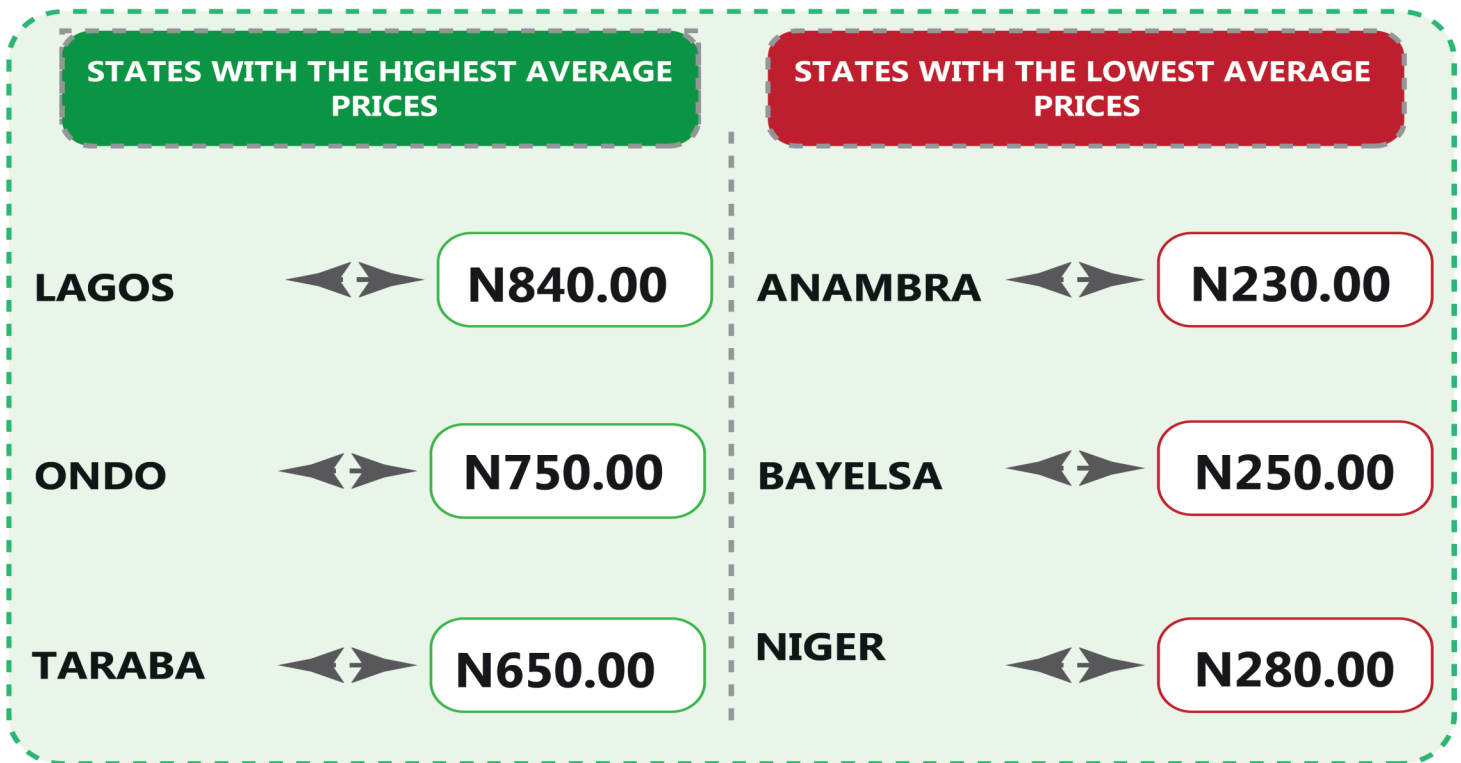 STATES WITH THE HIGHEST AVERAGE
PRICES
LAGOS N840.00
ONDO N750.00
TARABA N650.00
STATES WITH THE LOWEST AVERAGE
PRICES
ANAMBRA N230.00
BAYELSA N250.00
NIGER N280.00